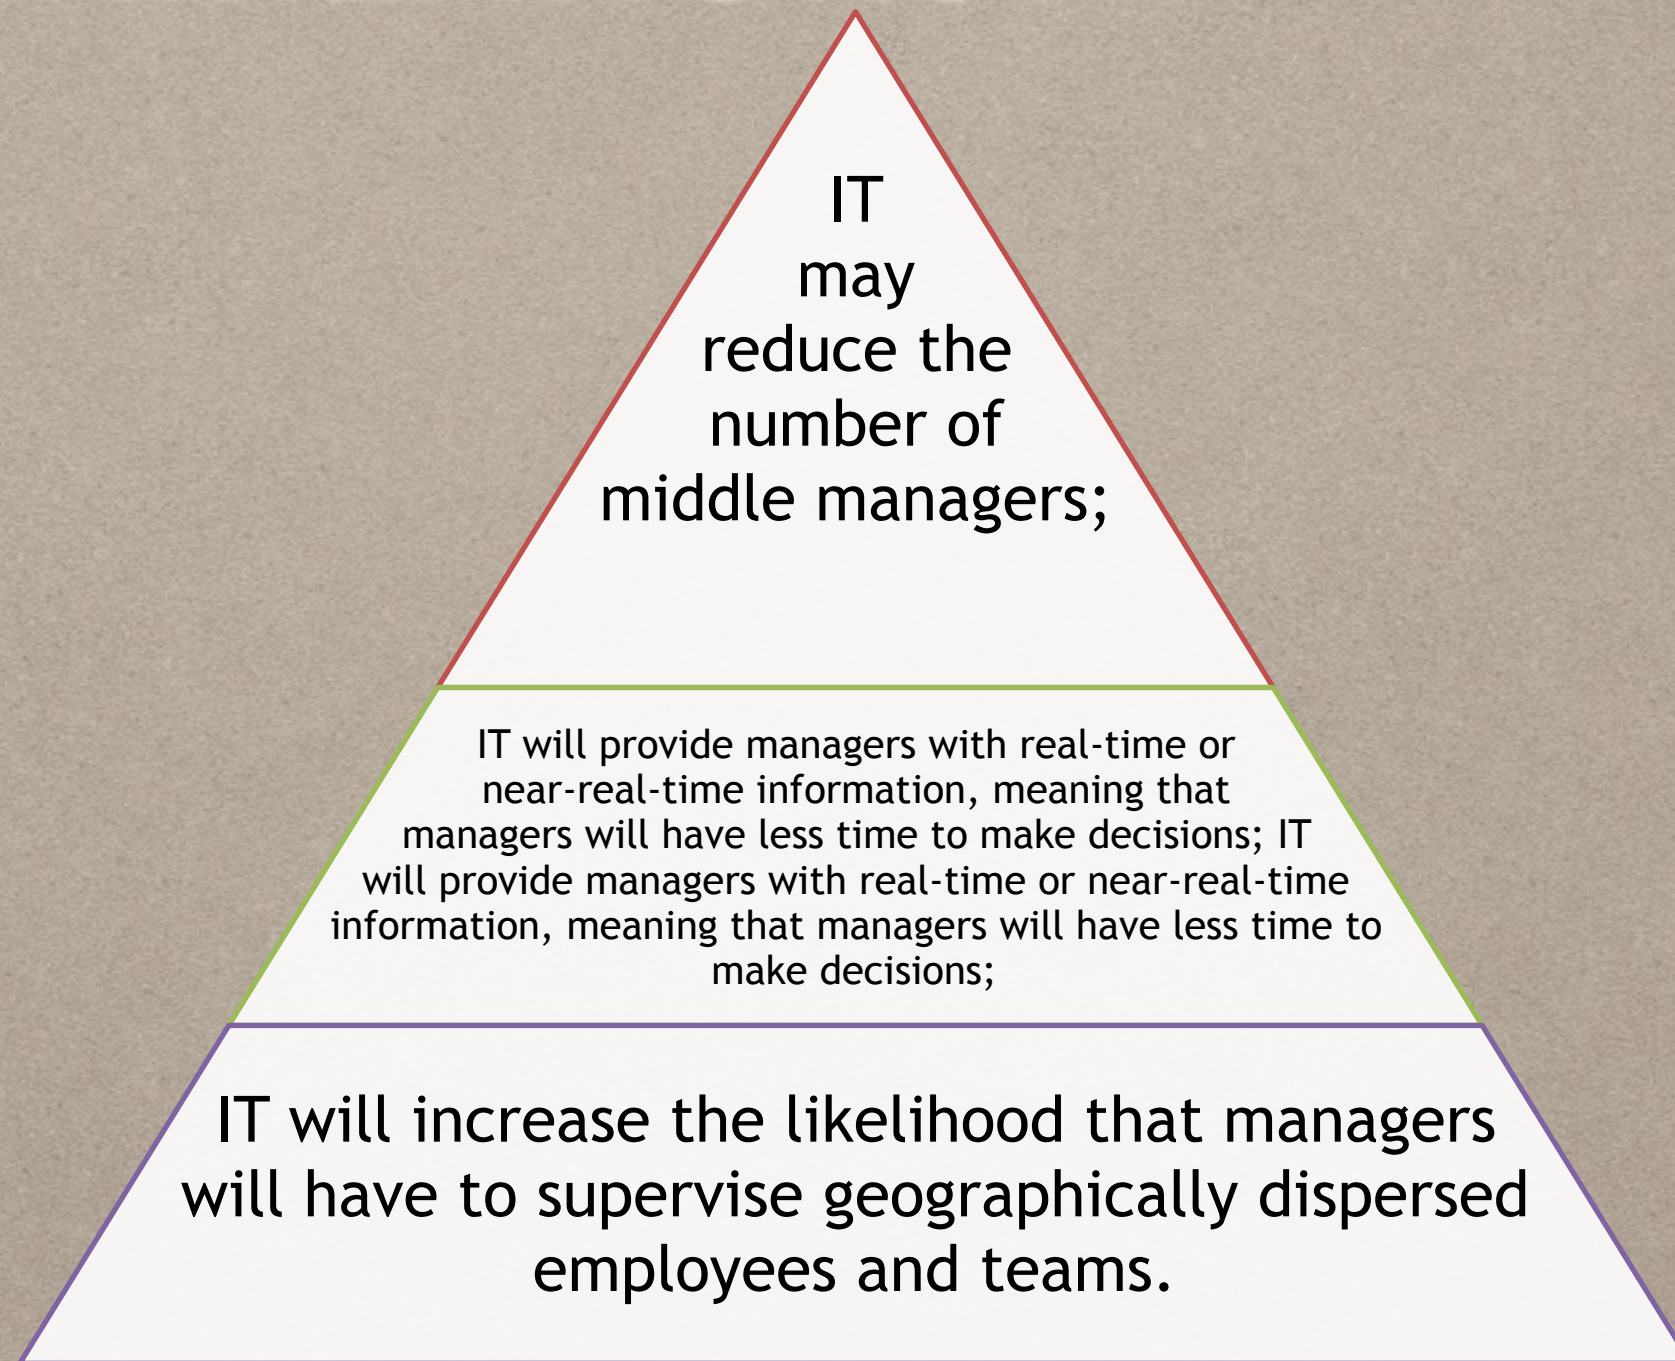 IT
may
reduce the
number of
middle managers;
IT will provide managers with real-time or
near-real-time information, meaning that
managers will have less time to make decisions; IT
will provide managers with real-time or near-real-time
information, meaning that managers will have less time to
make decisions;
IT will increase the likelihood that managers
will have to supervise geographically dispersed
employees and teams.